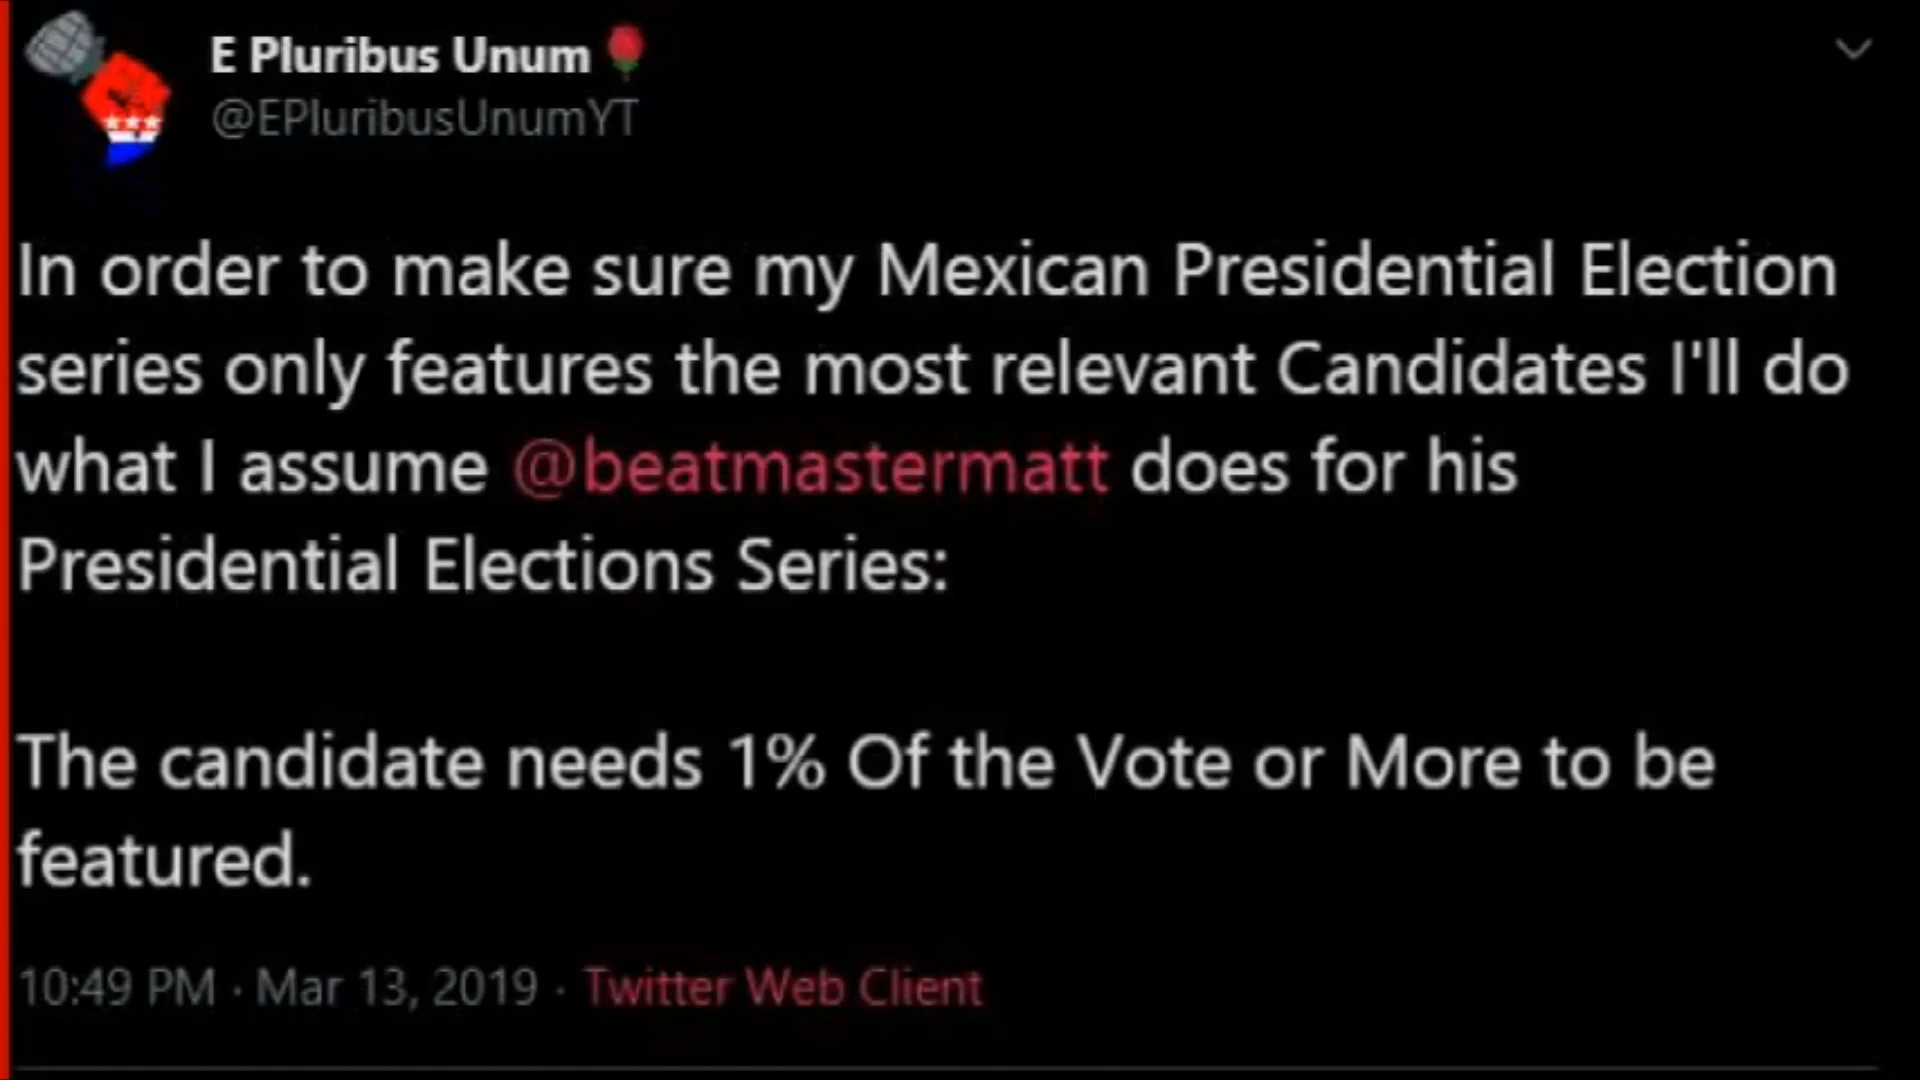 E Pluribus Unum🌹
@EPluribusUnumYT
In order to make sure my Mexican Presidential Election
series only features the most relevant Candidates I'll do
what I assume @beatmastermatt does for his
Presidential Elections Series:
The candidate needs 1% Of the Vote or More to be
featured.
10:49 PM · Mar 13, 2019 · Twitter Web Client